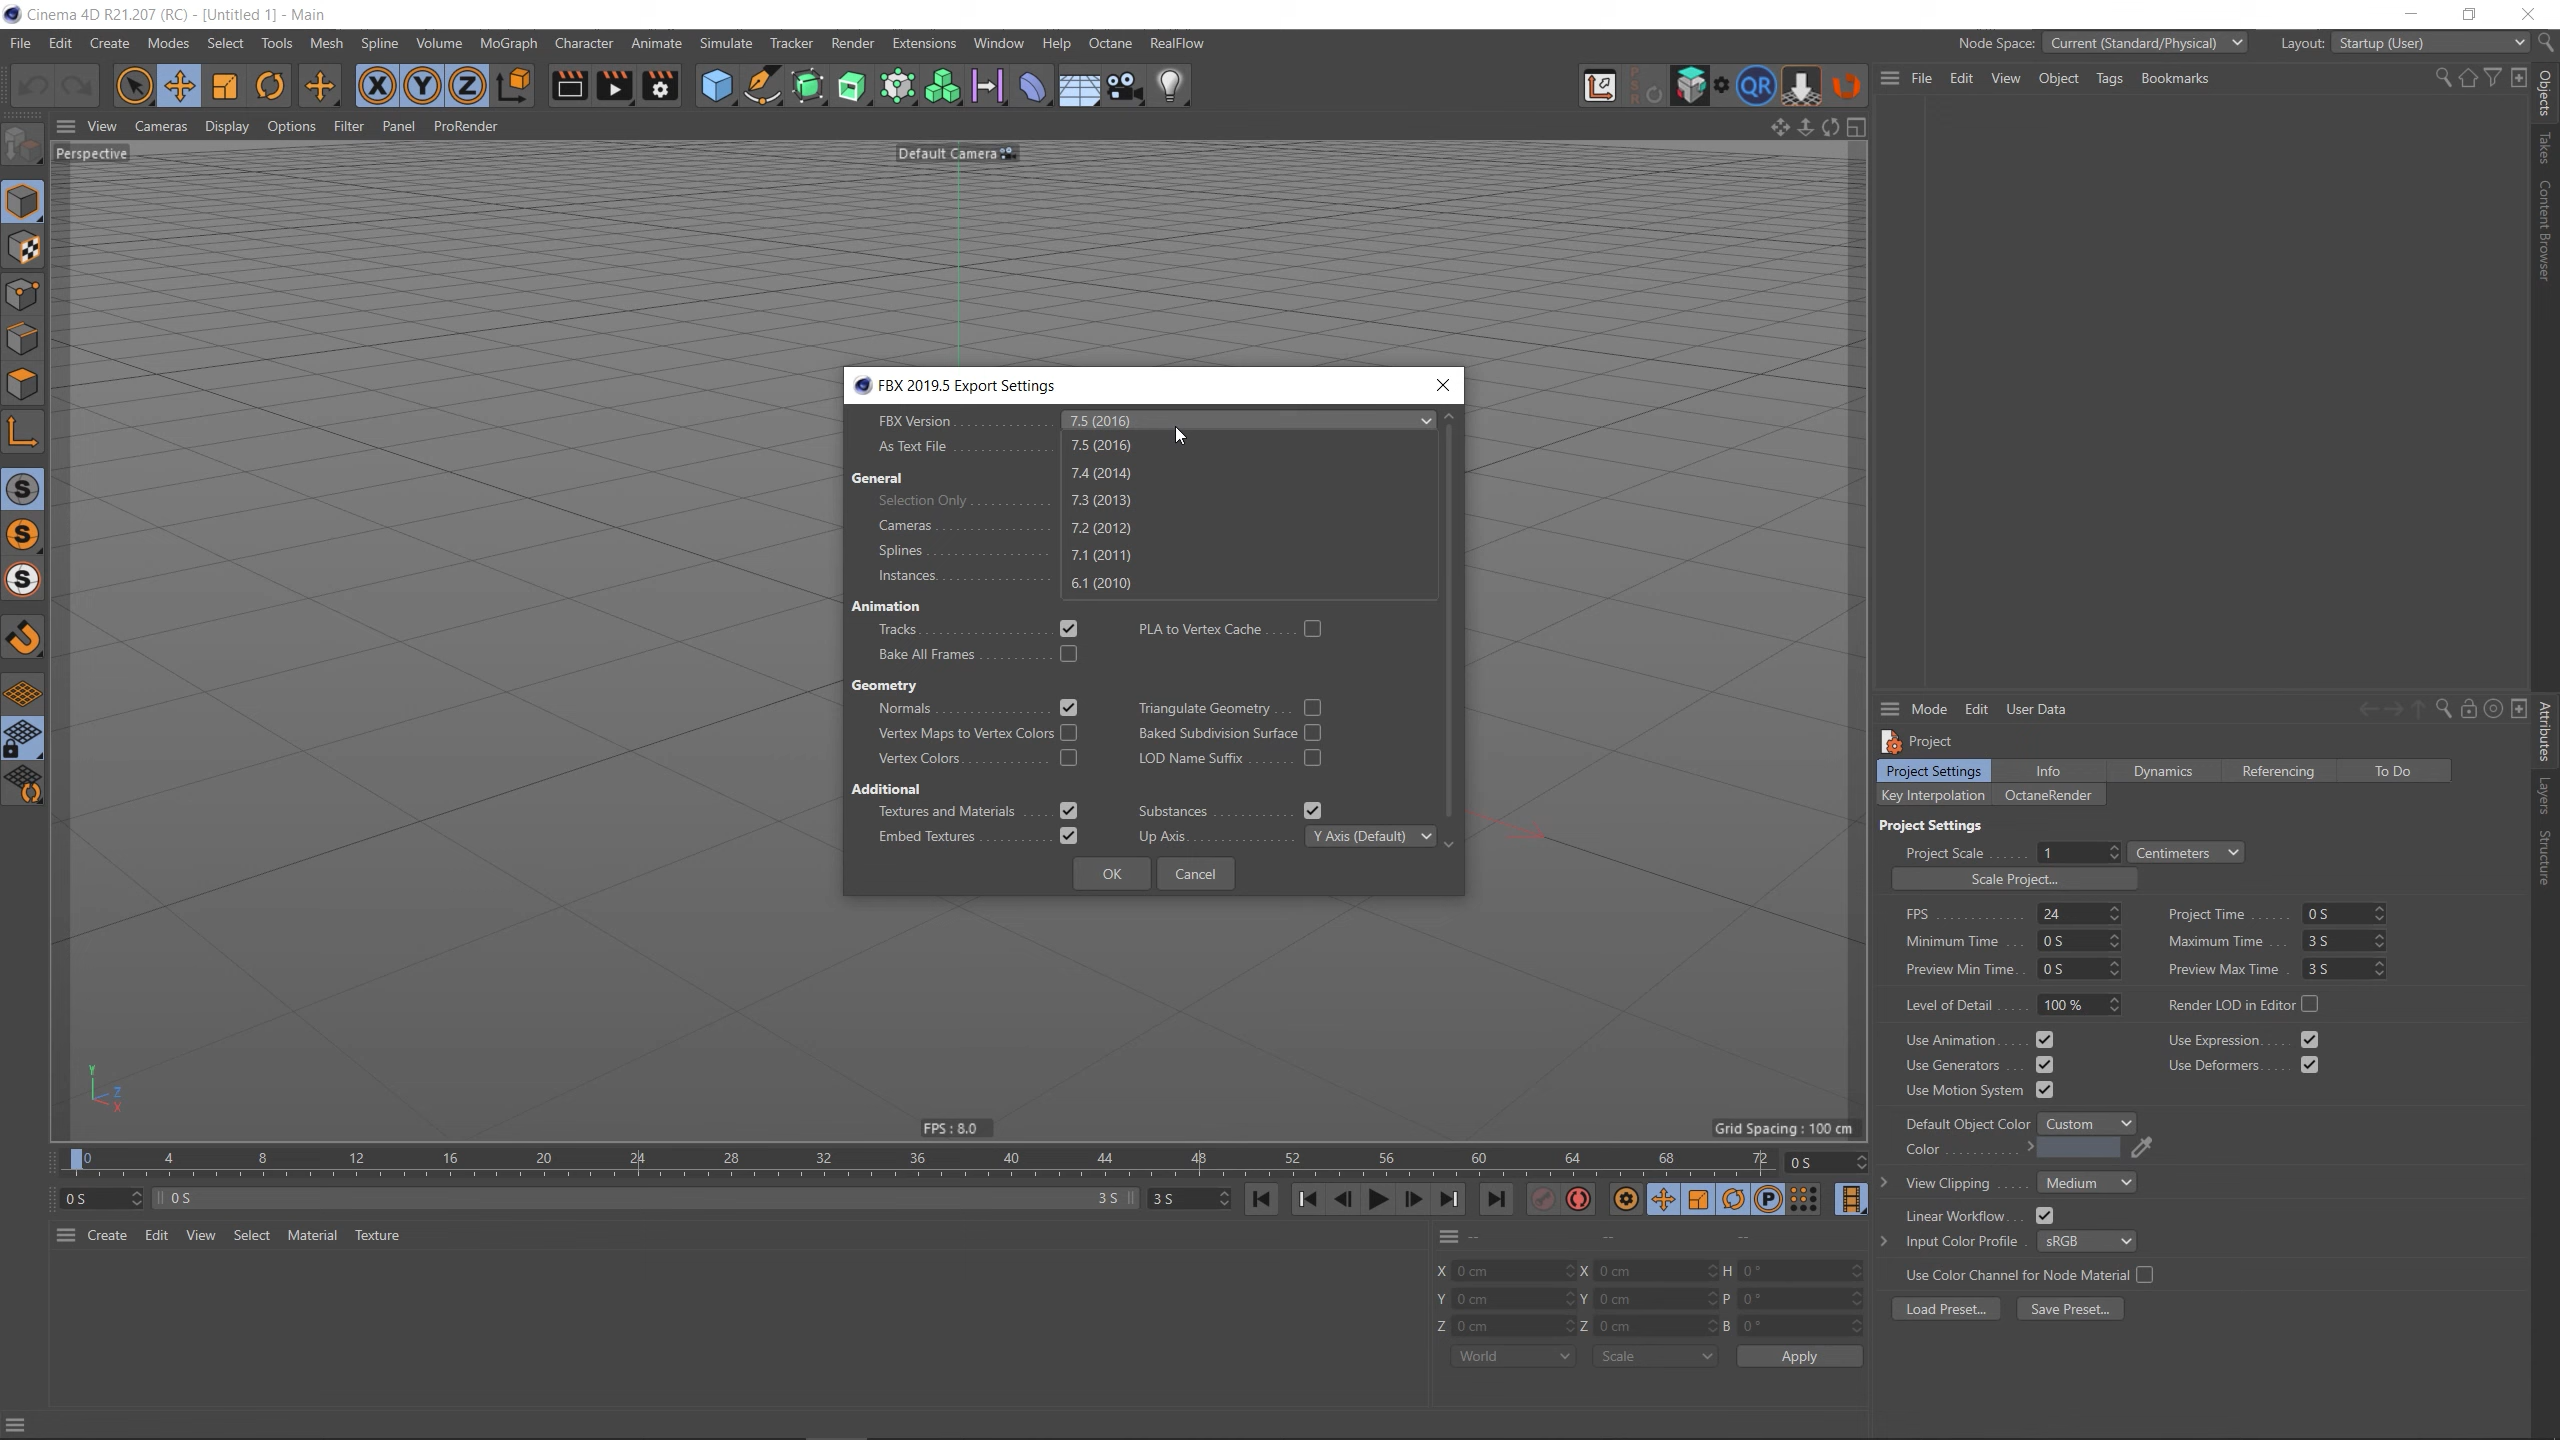 Cinema 4D R21.207 (RC) - [Untitled 1] - Main
File Edit Create Modes Select Tools Mesh Spline Volume MoGraph Character Animate Simulate Tracker Render Extensions Window Help Octane RealFlow Node Space: Current (Standard/Physical) Layout: Startup (User)
X Y Z QR File Edit View Object Tags Bookmarks
Objects
Takes
Content Browser
View Cameras Display Options Filter Panel ProRender
Perspective Default Camera
FBX 2019.5 Export Settings
FBX Version 7.5 (2016)
As Text File 7.5 (2016)
7.4 (2014)
General
Selection Only 7.3 (2013)
Cameras 7.2 (2012)
Splines 7.1 (2011)
Instances 6.1 (2010)
Animation
Tracks PLA to Vertex Cache
Bake All Frames
Geometry
Normals Triangulate Geometry
Vertex Maps to Vertex Colors Baked Subdivision Surface
Vertex Colors LOD Name Suffix
Additional
Textures and Materials Substances
Embed Textures Up Axis Y Axis (Default)
OK Cancel
S
S
S
Y
Z
X
FPS : 8.0 Grid Spacing : 100 cm
Mode Edit User Data
Attributes
Layers
Structure
Project
Project Settings Info Dynamics Referencing To Do
Key Interpolation OctaneRender
Project Settings
Project Scale 1 Centimeters
Scale Project...
FPS 24 Project Time 0 S
Minimum Time 0 S Maximum Time 3 S
Preview Min Time 0 S Preview Max Time 3 S
Level of Detail 100 % Render LOD in Editor
Use Animation Use Expression
Use Generators Use Deformers
Use Motion System
Default Object Color Custom
Color
View Clipping Medium
Linear Workflow
Input Color Profile sRGB
Use Color Channel for Node Material
Load Preset... Save Preset...
0 4 8 12 16 20 24 28 32 36 40 44 48 52 56 60 64 68 72 0 S
0 S 0 S 3 S 3 S P
Create Edit View Select Material Texture
-- -- --
X 0 cm X 0 cm H 0 °
Y 0 cm Y 0 cm P 0 °
Z 0 cm Z 0 cm B 0 °
World Scale Apply